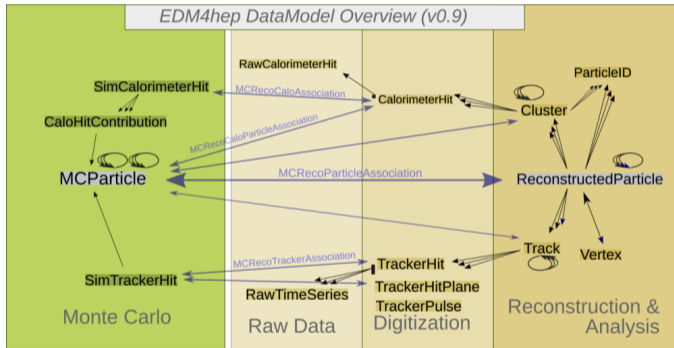 EDM4hep DataModel Overview (v0.9)
RawCalorimeterHit
ParticleID
SimCalorimeterHit
MCRecoCaloAssociation
CalorimeterHit
Cluster
CaloHitContribution
MCRecoCaloParticleAssociation
MCParticle
MCRecoParticleAssociation
ReconstructedParticle
Track
Vertex
MCRecoTrackerAssociation
TrackerHit
SimTrackerHit
TrackerHitPlane
RawTimeSeries
TrackerPulse
Monte Carlo
Raw Data
Digitization
Reconstruction &
Analysis